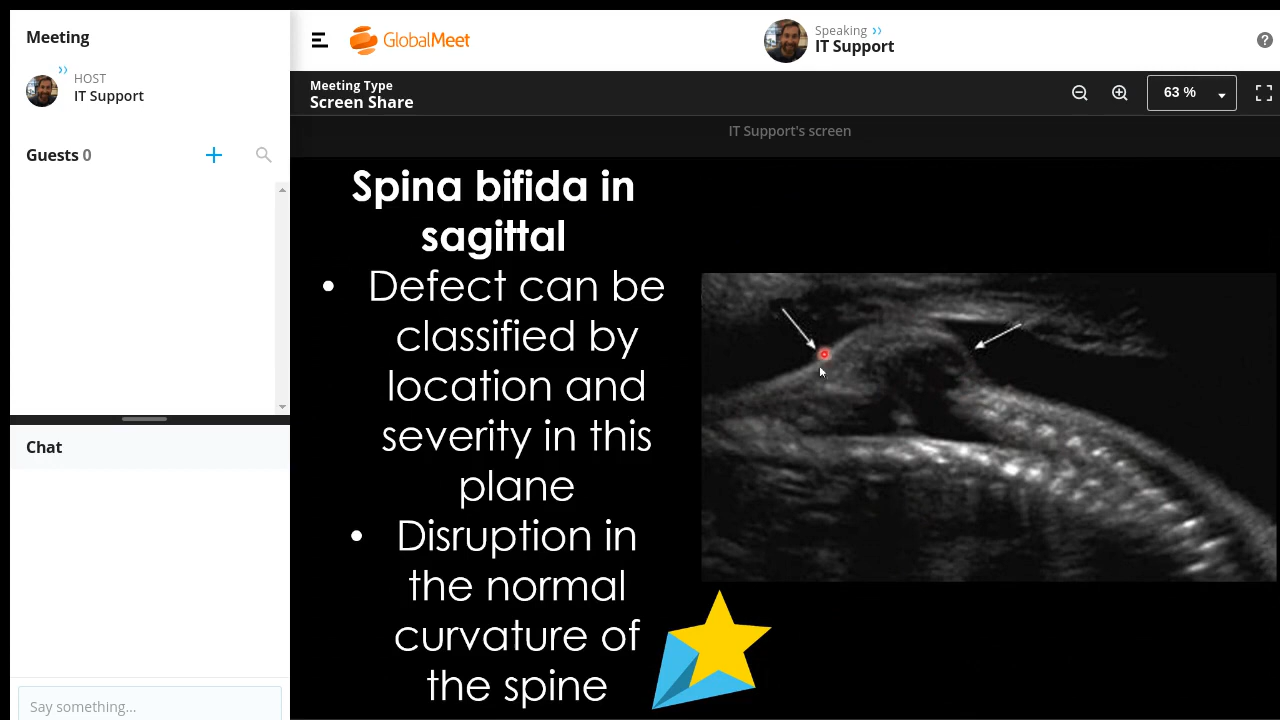 Meeting
HOST
IT Support
Guests 0
Chat
Say something...
GlobalMeet
Speaking
IT Support
Meeting Type
Screen Share
63 %
IT Support's screen
Spina bifida in
sagittal
• Defect can be
classified by
location and
severity in this
plane
• Disruption in
the normal
curvature of
the spine